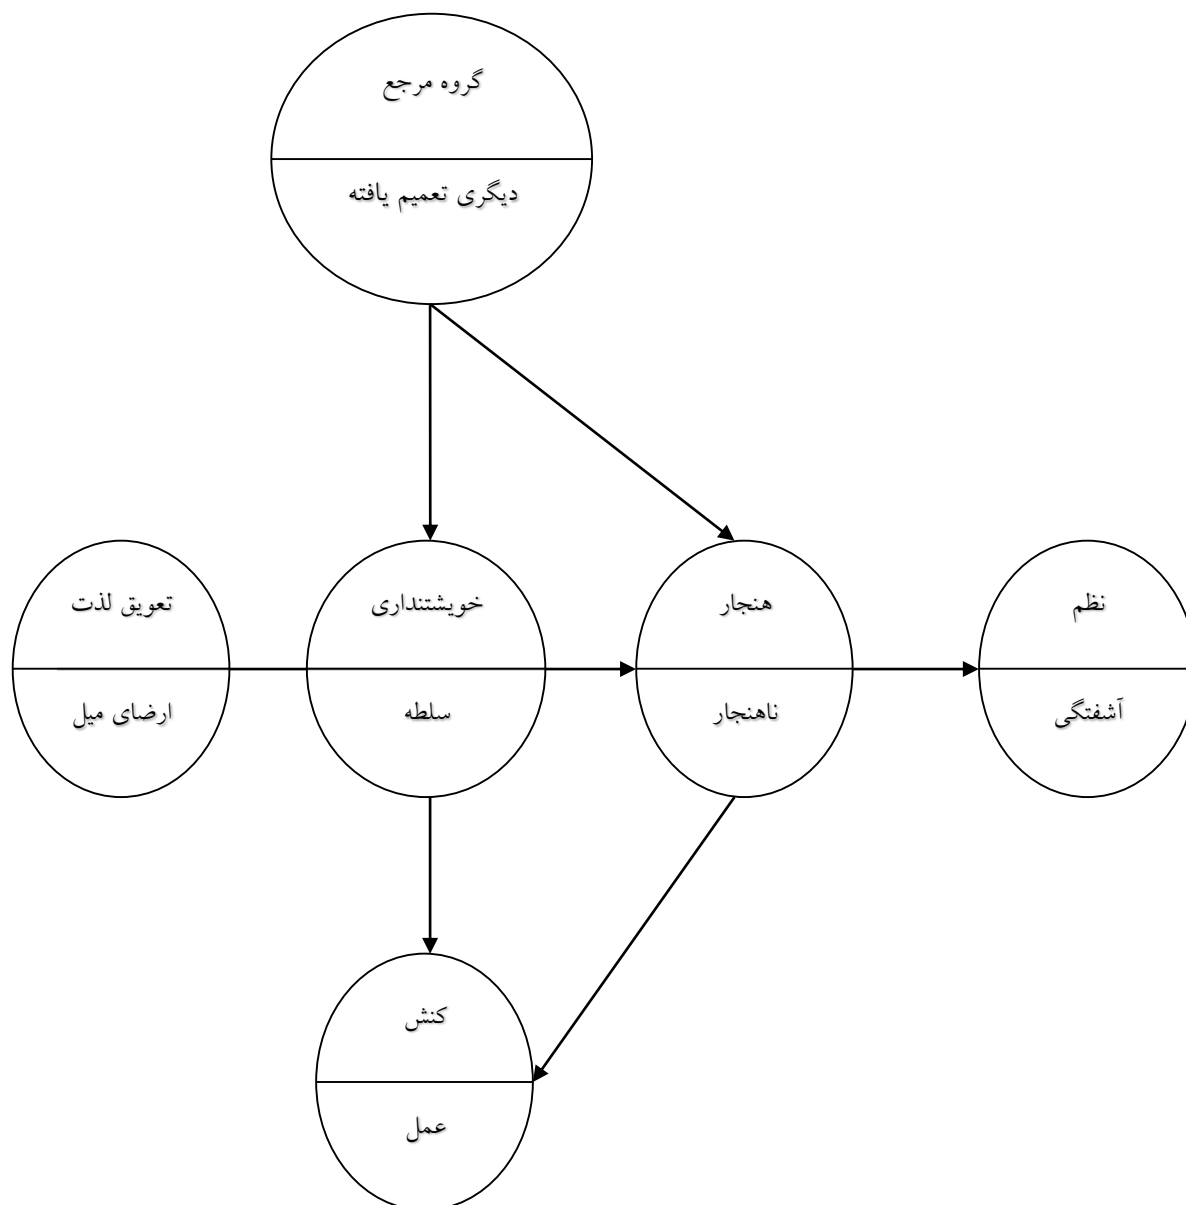 گروه مرجع
دیگری تعمیم یافته
تعویق لذت
ارضای میل
خویشتنداری
سلطه
هنجار
ناهنجار
نظم
آشفتگی
کنش
عمل